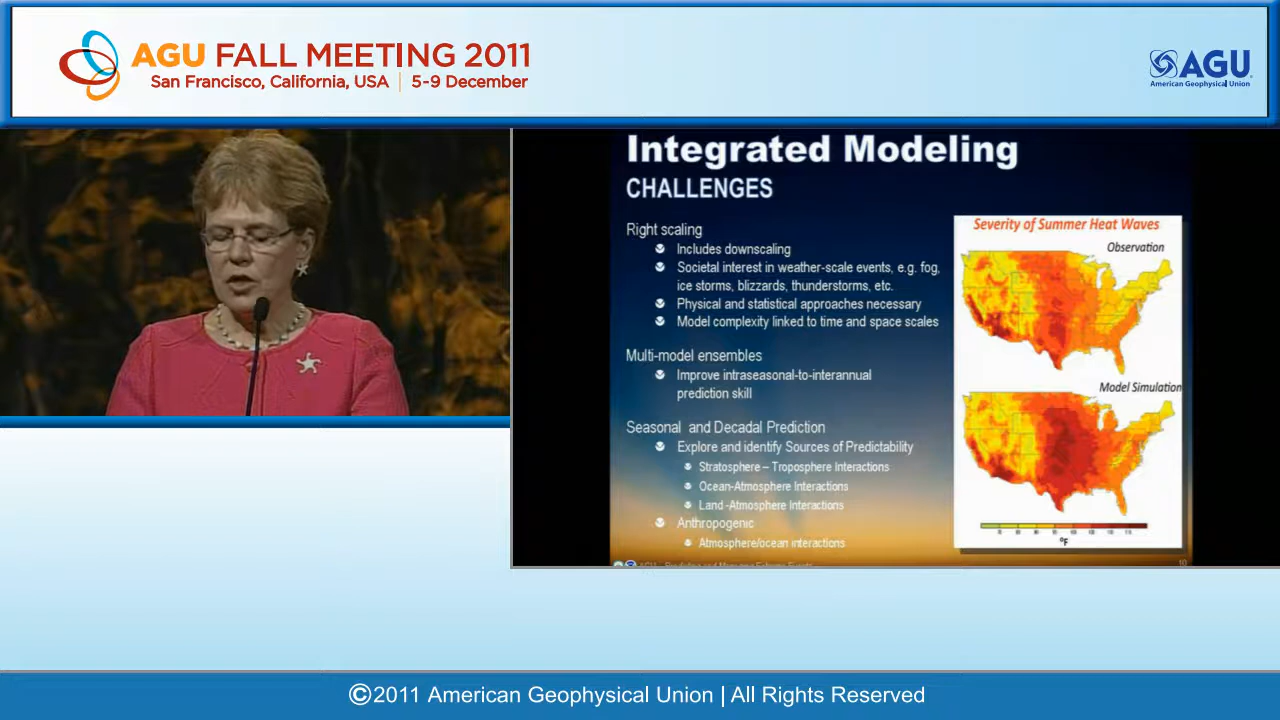 AGU FALL MEETING 2011
San Francisco, California, USA | 5-9 December
AGU
American Geophysical Union
Integrated Modeling
CHALLENGES
Right scaling
Includes downscaling
Societal interest in weather-scale events, e.g. fog,
ice storms, blizzards, thunderstorms, etc.
Physical and statistical approaches necessary
Model complexity linked to time and space scales
Multi-model ensembles
Improve intraseasonal-to-interannual
prediction skill
Seasonal and Decadal Prediction
Explore and identify Sources of Predictability
Stratosphere – Troposphere Interactions
Ocean-Atmosphere Interactions
Land -Atmosphere Interactions
Anthropogenic
Atmosphere/ocean interactions
Severity of Summer Heat Waves
Observation
Model Simulation
°F
10
©2011 American Geophysical Union | All Rights Reserved